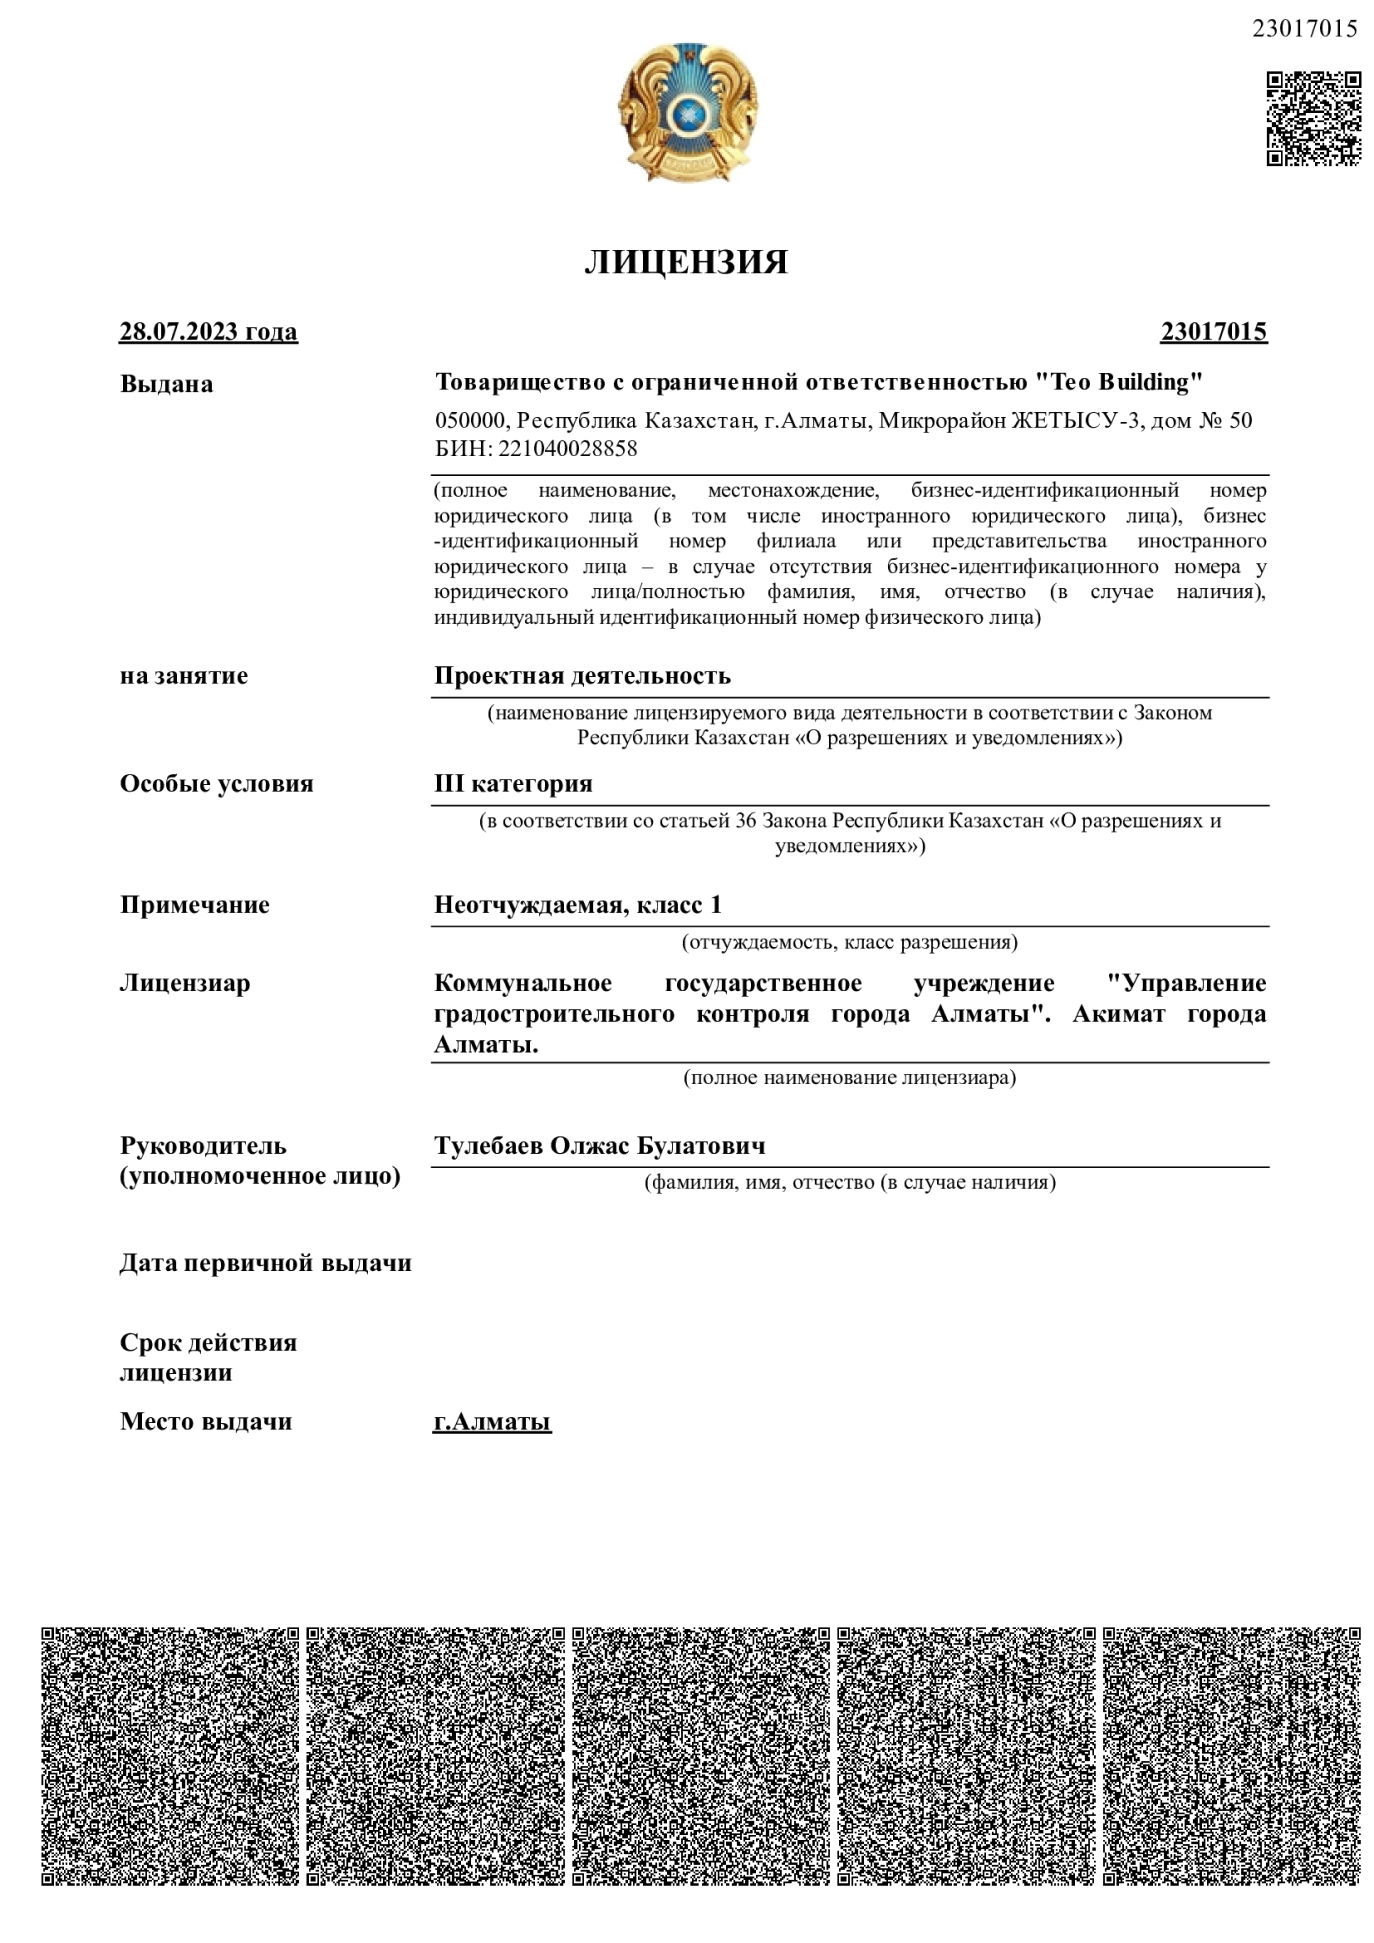 23017015
ЛИЦЕНЗИЯ
28.07.2023 года
23017015
Выдана
Товарищество с ограниченной ответственностью "Teo Building"
050000, Республика Казахстан, г.Алматы, Микрорайон ЖЕТЫСУ-3, дом № 50
БИН: 221040028858
(полное наименование, местонахождение, бизнес-идентификационный номер
юридического лица (в том числе иностранного юридического лица), бизнес
-идентификационный номер филиала или представительства иностранного
юридического лица – в случае отсутствия бизнес-идентификационного номера у
юридического лица/полностью фамилия, имя, отчество (в случае наличия),
индивидуальный идентификационный номер физического лица)
на занятие
Проектная деятельность
(наименование лицензируемого вида деятельности в соответствии с Законом
Республики Казахстан «О разрешениях и уведомлениях»)
Особые условия
III категория
(в соответствии со статьей 36 Закона Республики Казахстан «О разрешениях и
уведомлениях»)
Примечание
Неотчуждаемая, класс 1
(отчуждаемость, класс разрешения)
Лицензиар
Коммунальное государственное учреждение "Управление
градостроительного контроля города Алматы". Акимат города
Алматы.
(полное наименование лицензиара)
Руководитель
(уполномоченное лицо)
Тулебаев Олжас Булатович
(фамилия, имя, отчество (в случае наличия)
Дата первичной выдачи
Срок действия
лицензии
Место выдачи
г.Алматы